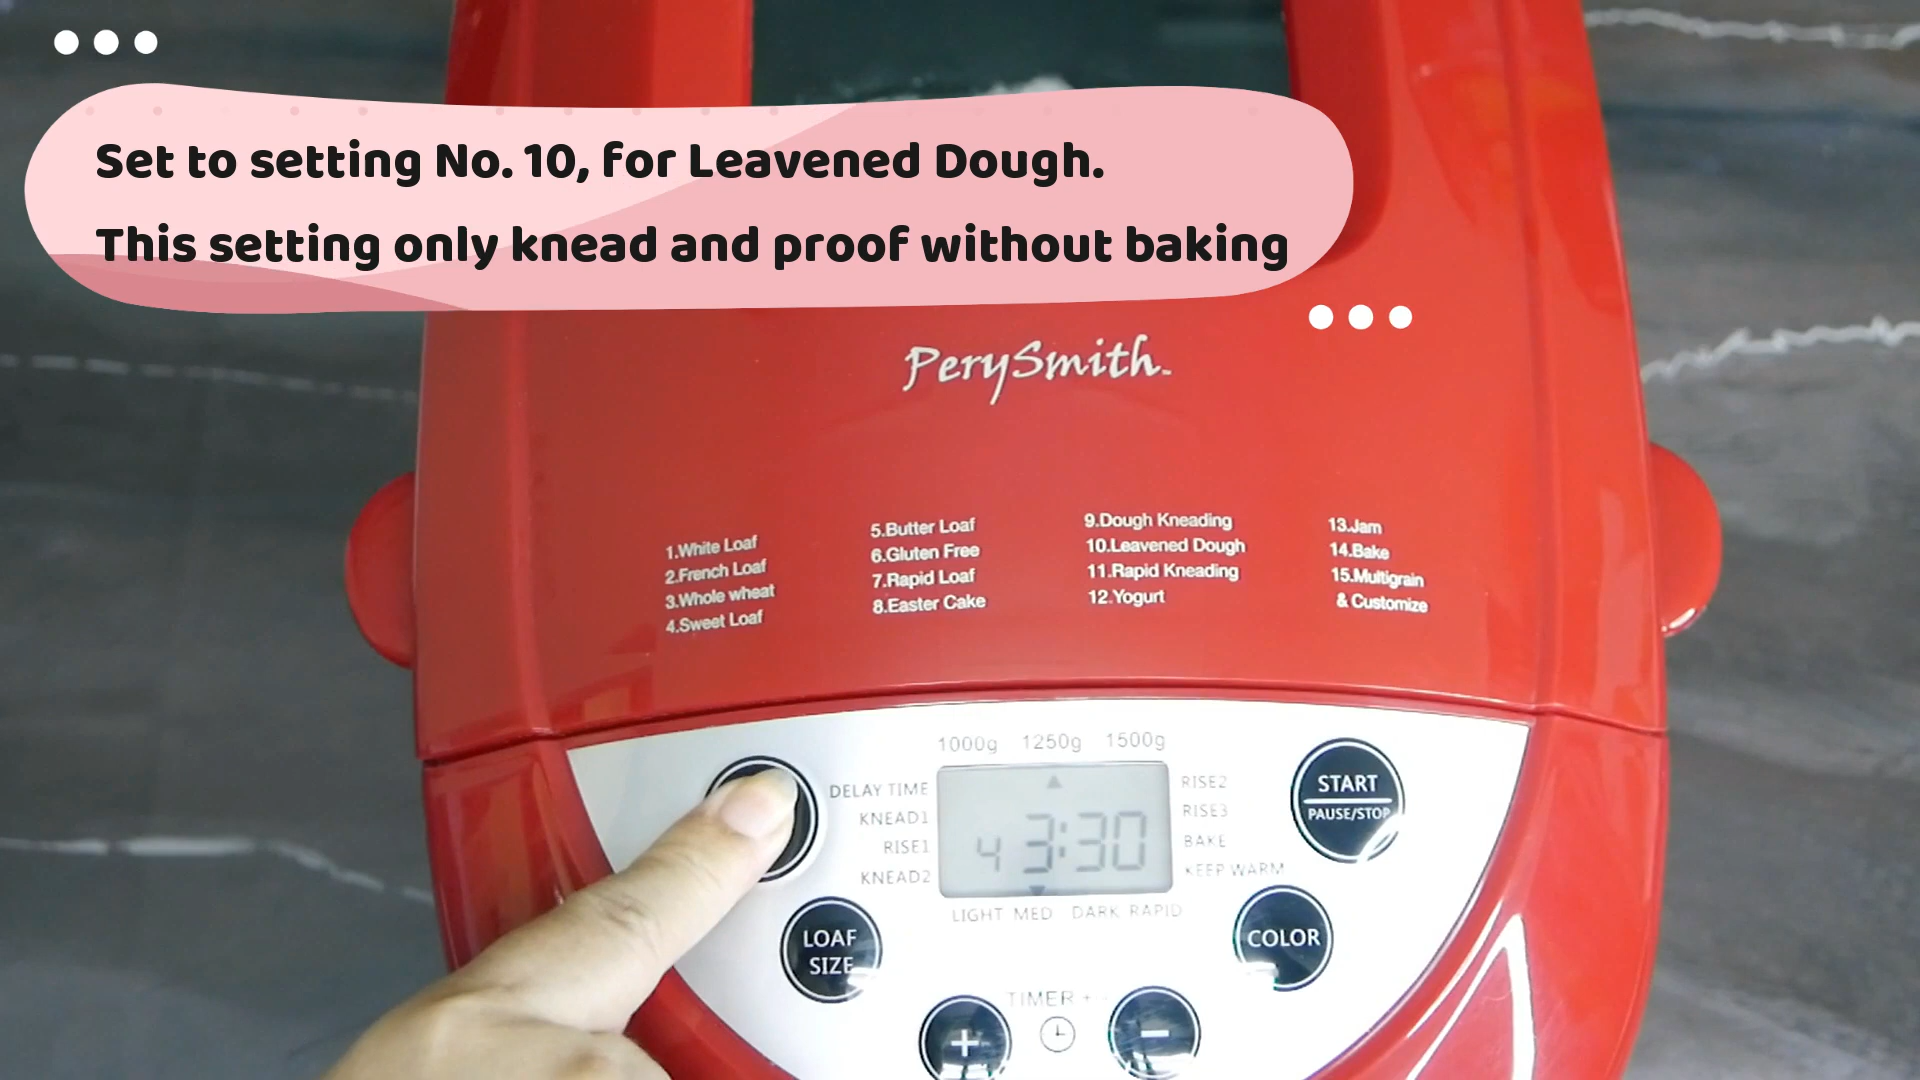 Set to setting No. 10, for Leavened Dough.
This setting only knead and proof without baking
PerySmith
1.White Loaf
2.French Loaf
3.Whole wheat
4.Sweet Loaf
5.Butter Loaf
6.Gluten Free
7.Rapid Loaf
8.Easter Cake
9.Dough Kneading
10.Leavened Dough
11.Rapid Kneading
12.Yogurt
13.Jam
14.Bake
15.Multigrain
& Customize
1000g 1250g 1500g
DELAY TIME
KNEAD1
RISE1
KNEAD2
4 3:30
RISE2
RISE3
BAKE
KEEP WARM
LIGHT MED DARK RAPID
START
PAUSE/STOP
LOAF
SIZE
COLOR
TIMER +
+
-